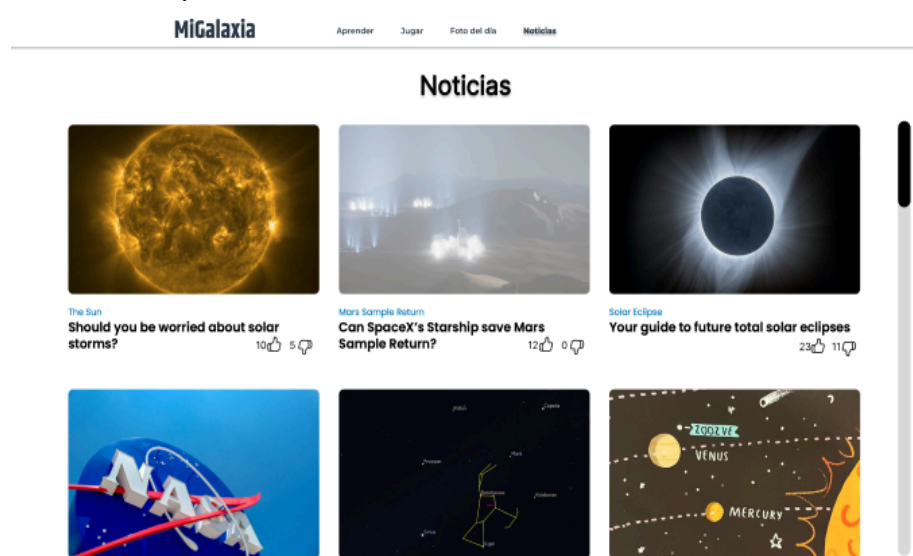 MiGalaxia
Aprender Jugar Foto del día Noticias
Noticias
The Sun
Should you be worried about solar
storms?
10 5
Mars Sample Return
Can SpaceX's Starship save Mars
Sample Return?
12 0
Solar Eclipse
Your guide to future total solar eclipses
23 11
NASA
Capella
ZOOZVE
VENUS
MERCURY